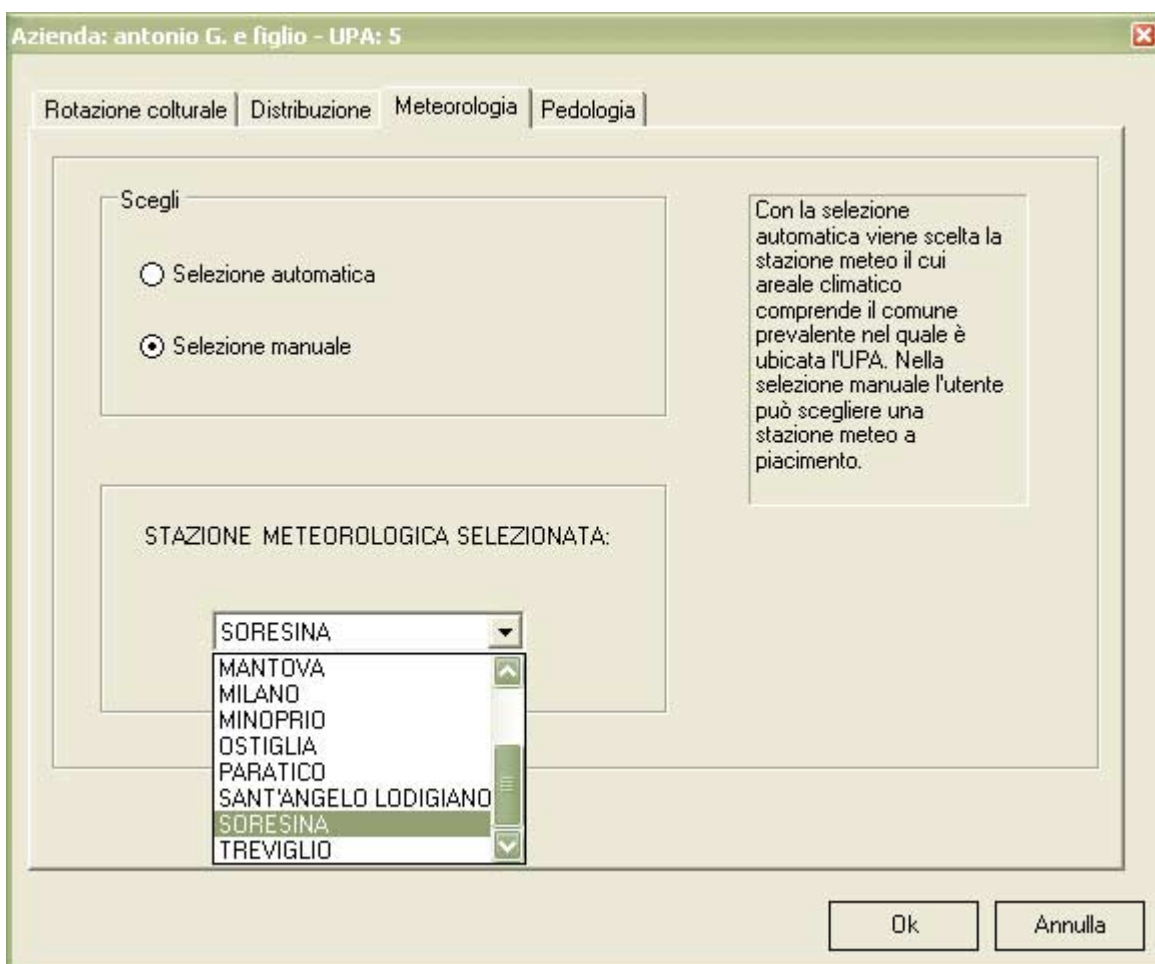 Azienda: antonio G. e figlio - UPA: 5
Rotazione colturale
Distribuzione
Meteorologia
Pedologia
Scegli
Selezione automatica
Selezione manuale
Con la selezione
automatica viene scelta la
stazione meteo il cui
areale climatico
comprende il comune
prevalente nel quale è
ubicata l'UPA. Nella
selezione manuale l'utente
può scegliere una
stazione meteo a
piacimento.
STAZIONE METEOROLOGICA SELEZIONATA:
SORESINA
MANTOVA
MILANO
MINOPRIO
OSTIGLIA
PARATICO
SANT'ANGELO LODIGIANO
SORESINA
TREVIGLIO
Ok
Annulla